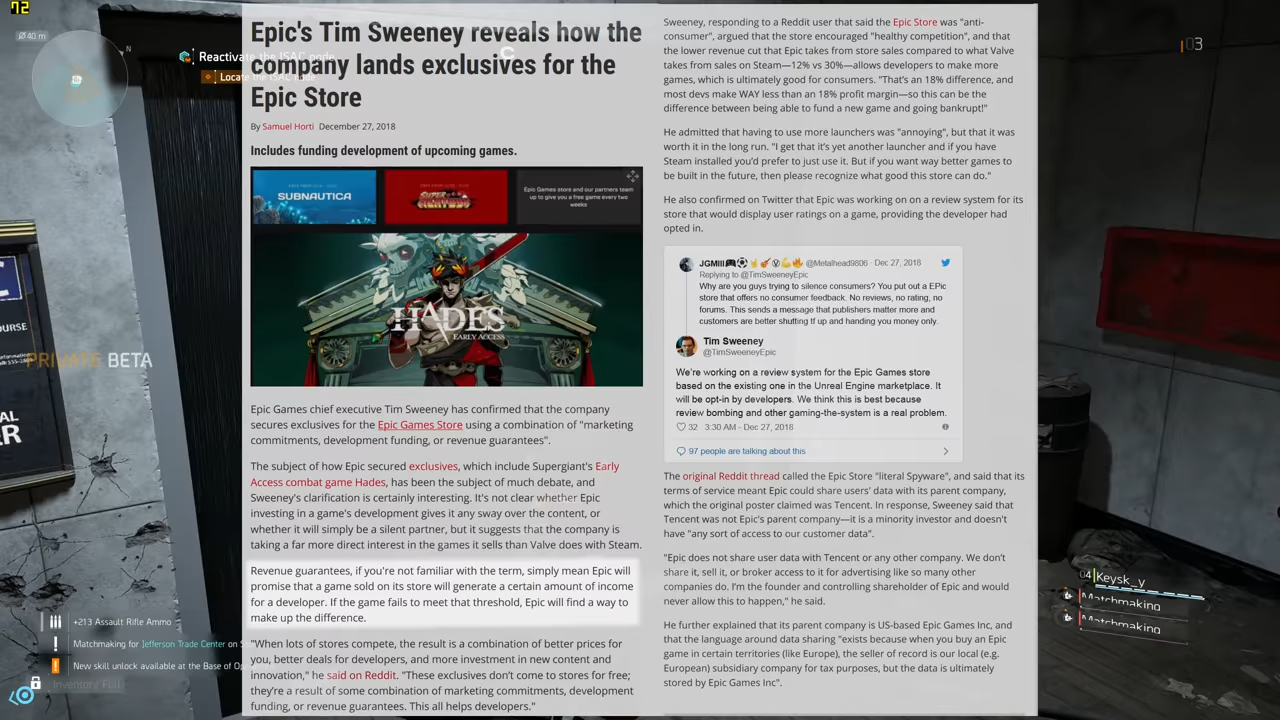 72
40 m
N
Reactivate the ISAC node
Locate the ISAC node
03
PRIVATE BETA
+213 Assault Rifle Ammo
Matchmaking for Jefferson Trade Center on
New skill unlock available at the Base of
Inventory Full
04 Keysk_y
Matchmaking
Matchmaking
Epic's Tim Sweeney reveals how the
company lands exclusives for the
Epic Store
By Samuel Horti December 27, 2018
Includes funding development of upcoming games.
SUBNAUTICA
SUPER MEAT BOY
Epic Games store and our partners team
up to give you a free game every two
weeks
HADES
EARLY ACCESS
Epic Games chief executive Tim Sweeney has confirmed that the company
secures exclusives for the Epic Games Store using a combination of "marketing
commitments, development funding, or revenue guarantees".
The subject of how Epic secured exclusives, which include Supergiant's Early
Access combat game Hades, has been the subject of much debate, and
Sweeney's clarification is certainly interesting. It's not clear whether Epic
investing in a game's development gives it any sway over the content, or
whether it will simply be a silent partner, but it suggests that the company is
taking a far more direct interest in the games it sells than Valve does with Steam.
Revenue guarantees, if you're not familiar with the term, simply mean Epic will
promise that a game sold on its store will generate a certain amount of income
for a developer. If the game fails to meet that threshold, Epic will find a way to
make up the difference.
"When lots of stores compete, the result is a combination of better prices for
you, better deals for developers, and more investment in new content and
innovation," he said on Reddit. "These exclusives don't come to stores for free;
they're a result of some combination of marketing commitments, development
funding, or revenue guarantees. This all helps developers."
Sweeney, responding to a Reddit user that said the Epic Store was "anti-
consumer", argued that the store encouraged "healthy competition", and that
the lower revenue cut that Epic takes from store sales compared to what Valve
takes from sales on Steam—12% vs 30%—allows developers to make more
games, which is ultimately good for consumers. "That's an 18% difference, and
most devs make WAY less than an 18% profit margin—so this can be the
difference between being able to fund a new game and going bankrupt!"
He admitted that having to use more launchers was "annoying", but that it was
worth it in the long run. "I get that it's yet another launcher and if you have
Steam installed you'd prefer to just use it. But if you want way better games to
be built in the future, then please recognize what good this store can do."
He also confirmed on Twitter that Epic was working on on a review system for its
store that would display user ratings on a game, providing the developer had
opted in.
JGMIII @Metalhead9806 · Dec 27, 2018
Replying to @TimSweeneyEpic
Why are you guys trying to silence consumers? You put out a EPic
store that offers no consumer feedback. No reviews, no rating, no
forums. This sends a message that publishers matter more and
customers are better shutting tf up and handing you money only.
Tim Sweeney
@TimSweeneyEpic
We're working on a review system for the Epic Games store
based on the existing one in the Unreal Engine marketplace. It
will be opt-in by developers. We think this is best because
review bombing and other gaming-the-system is a real problem.
32 3:30 AM - Dec 27, 2018
97 people are talking about this
The original Reddit thread called the Epic Store "literal Spyware", and said that its
terms of service meant Epic could share users' data with its parent company,
which the original poster claimed was Tencent. In response, Sweeney said that
Tencent was not Epic's parent company—it is a minority investor and doesn't
have "any sort of access to our customer data".
"Epic does not share user data with Tencent or any other company. We don't
share it, sell it, or broker access to it for advertising like so many other
companies do. I'm the founder and controlling shareholder of Epic and would
never allow this to happen," he said.
He further explained that its parent company is US-based Epic Games Inc, and
that the language around data sharing "exists because when you buy an Epic
game in certain territories (like Europe), the seller of record is our local (e.g.
European) subsidiary company for tax purposes, but the data is ultimately
stored by Epic Games Inc".